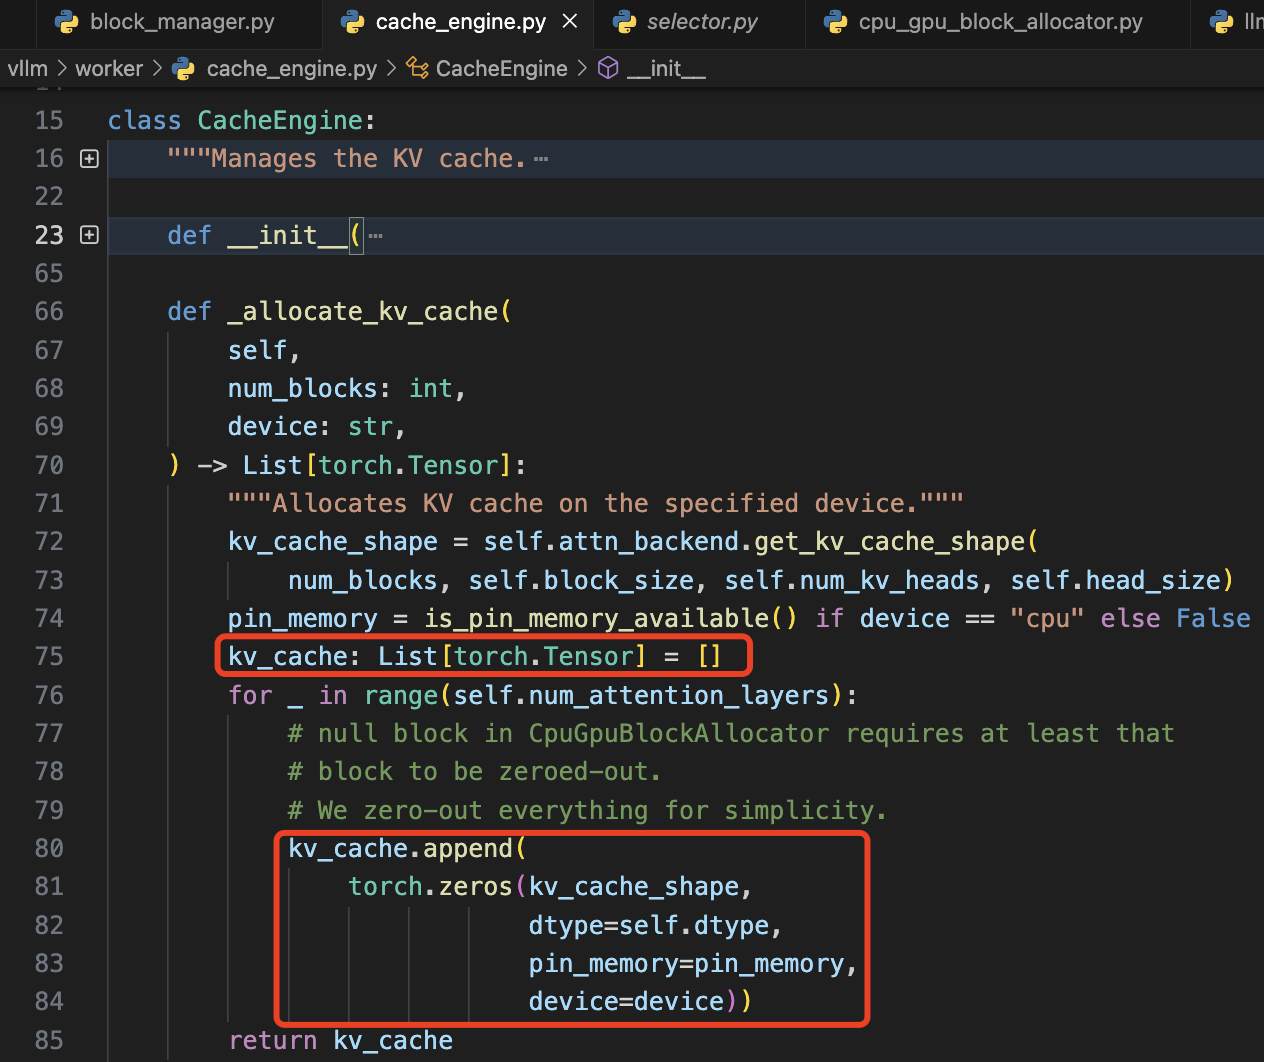 block_manager.py cache_engine.py × selector.py cpu_gpu_block_allocator.py
vllm > worker > cache_engine.py > CacheEngine > __init__
15 class CacheEngine:
16 """Manages the KV cache. ⋯
22
23 def __init__( ⋯
65
66 def _allocate_kv_cache(
67 self,
68 num_blocks: int,
69 device: str,
70 ) -> List[torch.Tensor]:
71 """Allocates KV cache on the specified device."""
72 kv_cache_shape = self.attn_backend.get_kv_cache_shape(
73 num_blocks, self.block_size, self.num_kv_heads, self.head_size)
74 pin_memory = is_pin_memory_available() if device == "cpu" else False
75 kv_cache: List[torch.Tensor] = []
76 for _ in range(self.num_attention_layers):
77 # null block in CpuGpuBlockAllocator requires at least that
78 # block to be zeroed-out.
79 # We zero-out everything for simplicity.
80 kv_cache.append(
81 torch.zeros(kv_cache_shape,
82 dtype=self.dtype,
83 pin_memory=pin_memory,
84 device=device))
85 return kv_cache